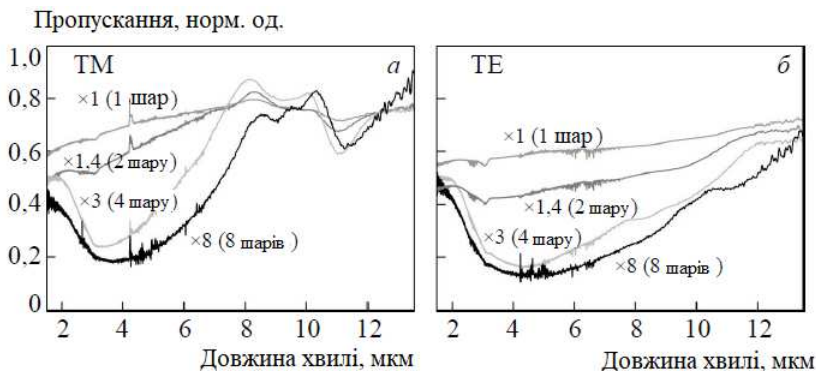 Пропускання, норм. од.
1,0
0,8
0,6
0,4
0,2
0
ТМ
а
×1 (1 шар)
×1,4 (2 шару)
×3 (4 шару)
×8 (8 шарів)
2 4 6 8 10 12
Довжина хвилі, мкм
ТЕ
б
×1 (1 шар)
×1,4 (2 шару)
×3 (4 шару)
×8 (8 шарів)
2 4 6 8 10 12
Довжина хвилі, мкм